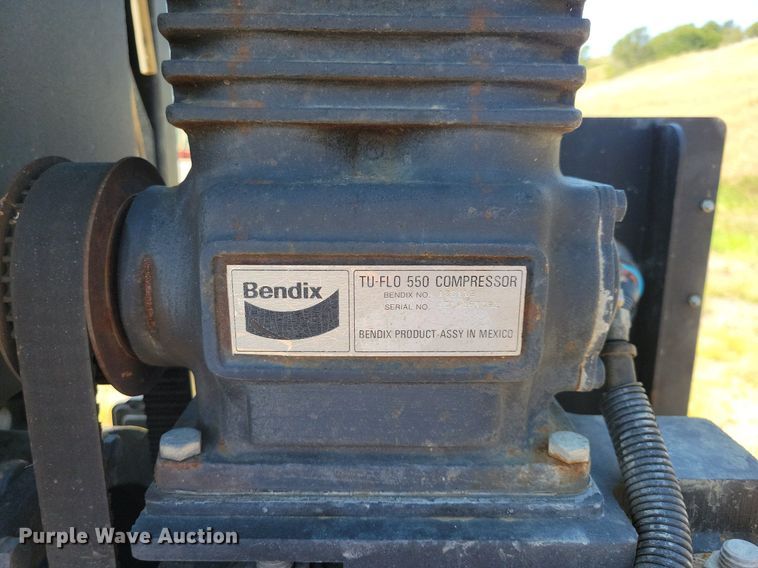 Bendix
TU-FLO 550 COMPRESSOR
BENDIX NO.
SERIAL NO.
BENDIX PRODUCT-ASSY IN MEXICO
Purple Wave Auction